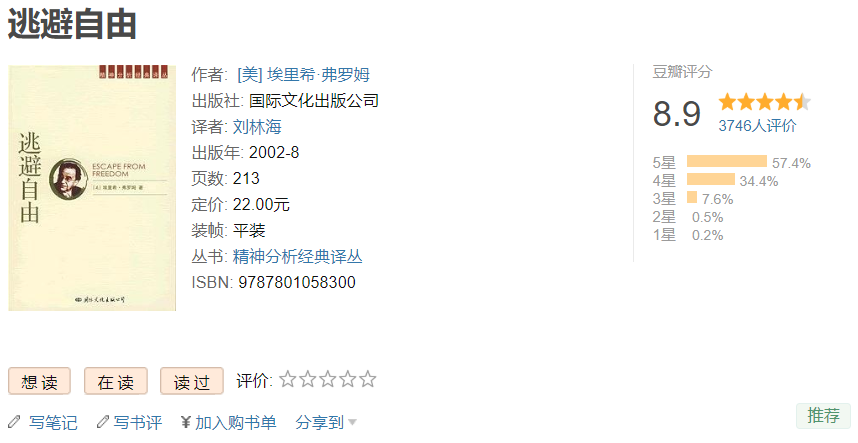 逃避自由
精神分析经典译丛
逃避自由
ESCAPE FROM
FREEDOM
[美] 埃里希·弗罗姆 著
国际文化出版公司
作者: [美] 埃里希·弗罗姆
出版社: 国际文化出版公司
译者: 刘林海
出版年: 2002-8
页数: 213
定价: 22.00元
装帧: 平装
丛书: 精神分析经典译丛
ISBN: 9787801058300
豆瓣评分
8.9
3746人评价
5星 57.4%
4星 34.4%
3星 7.6%
2星 0.5%
1星 0.2%
想读 在读 读过 评价:
写笔记 写书评 ¥ 加入购书单 分享到
推荐